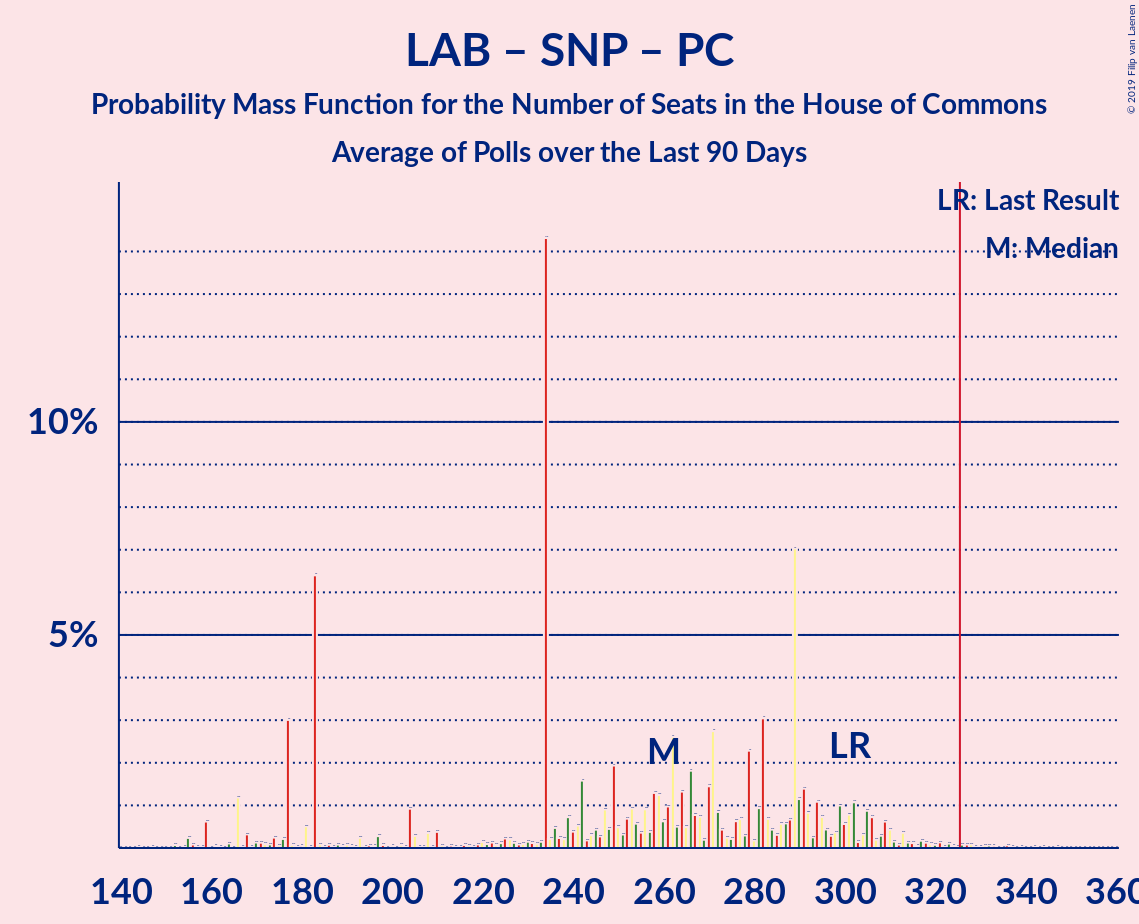 LAB – SNP – PC
Probability Mass Function for the Number of Seats in the House of Commons
Average of Polls over the Last 90 Days
© 2019 Filip van Laenen
LR: Last Result
M: Median
10%
5%
M
LR
140 160 180 200 220 240 260 280 300 320 340 360